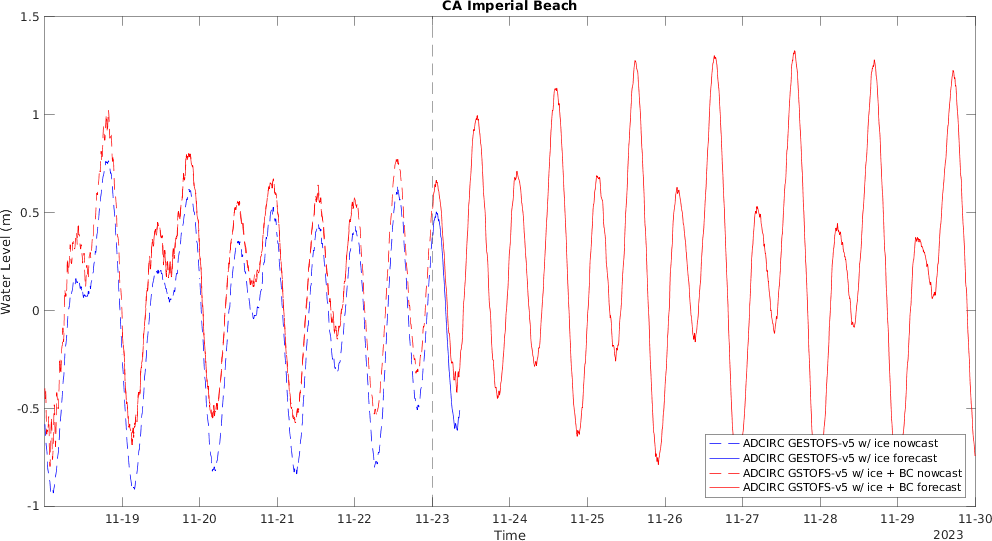 CA Imperial Beach
1.5
1
0.5
0
-0.5
-1
Water Level (m)
11-19 11-20 11-21 11-22 11-23 11-24 11-25 11-26 11-27 11-28 11-29 11-30
Time
2023
ADCIRC GESTOFS-v5 w/ ice nowcast
ADCIRC GESTOFS-v5 w/ ice forecast
ADCIRC GSTOFS-v5 w/ ice + BC nowcast
ADCIRC GSTOFS-v5 w/ ice + BC forecast